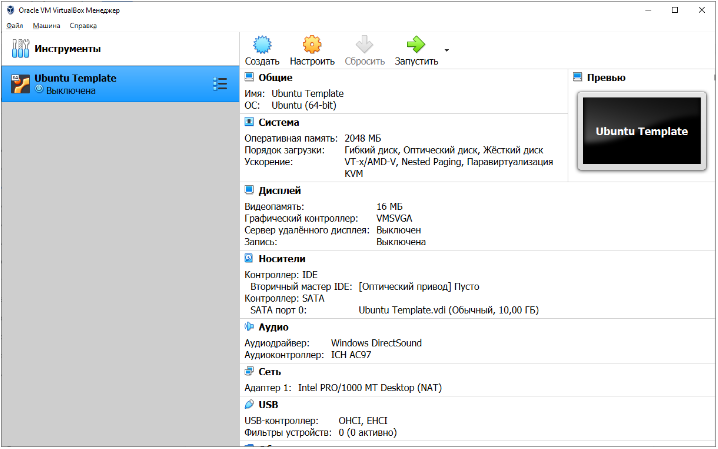 Oracle VM VirtualBox Менеджер
Файл Машина Справка
Инструменты
Ubuntu Template
Выключена
Создать Настроить Сбросить Запустить
Общие
Имя: Ubuntu Template
ОС: Ubuntu (64-bit)
Превью
Ubuntu Template
Система
Оперативная память: 2048 МБ
Порядок загрузки: Гибкий диск, Оптический диск, Жёсткий диск
Ускорение: VT-x/AMD-V, Nested Paging, Паравиртуализация
KVM
Дисплей
Видеопамять: 16 МБ
Графический контроллер: VMSVGA
Сервер удалённого дисплея: Выключен
Запись: Выключена
Носители
Контроллер: IDE
Вторичный мастер IDE: [Оптический привод] Пусто
Контроллер: SATA
SATA порт 0: Ubuntu Template.vdi (Обычный, 10,00 ГБ)
Аудио
Аудиодрайвер: Windows DirectSound
Аудиоконтроллер: ICH AC97
Сеть
Адаптер 1: Intel PRO/1000 MT Desktop (NAT)
USB
USB-контроллер: OHCI, EHCI
Фильтры устройств: 0 (0 активно)